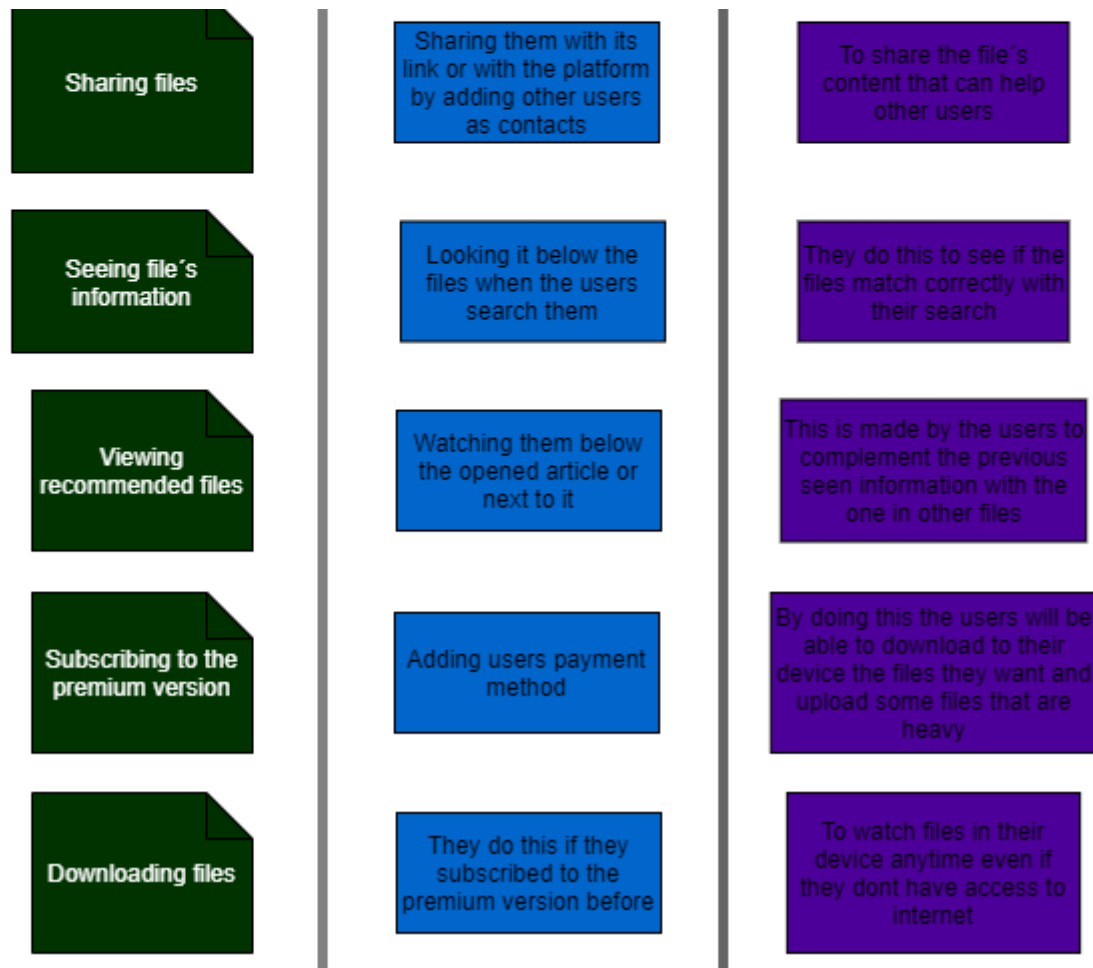 Sharing files
Sharing them with its
link or with the platform
by adding other users
as contacts
To share the file´s
content that can help
other users
Seeing file´s
information
Looking it below the
files when the users
search them
They do this to see if the
files match correctly with
their search
Viewing
recommended files
Watching them below
the opened article or
next to it
This is made by the users to
complement the previous
seen information with the
one in other files
Subscribing to the
premium version
Adding users payment
method
By doing this the users will be
able to download to their
device the files they want and
upload some files that are
heavy
Downloading files
They do this if they
subscribed to the
premium version before
To watch files in their
device anytime even if
they dont have access to
internet